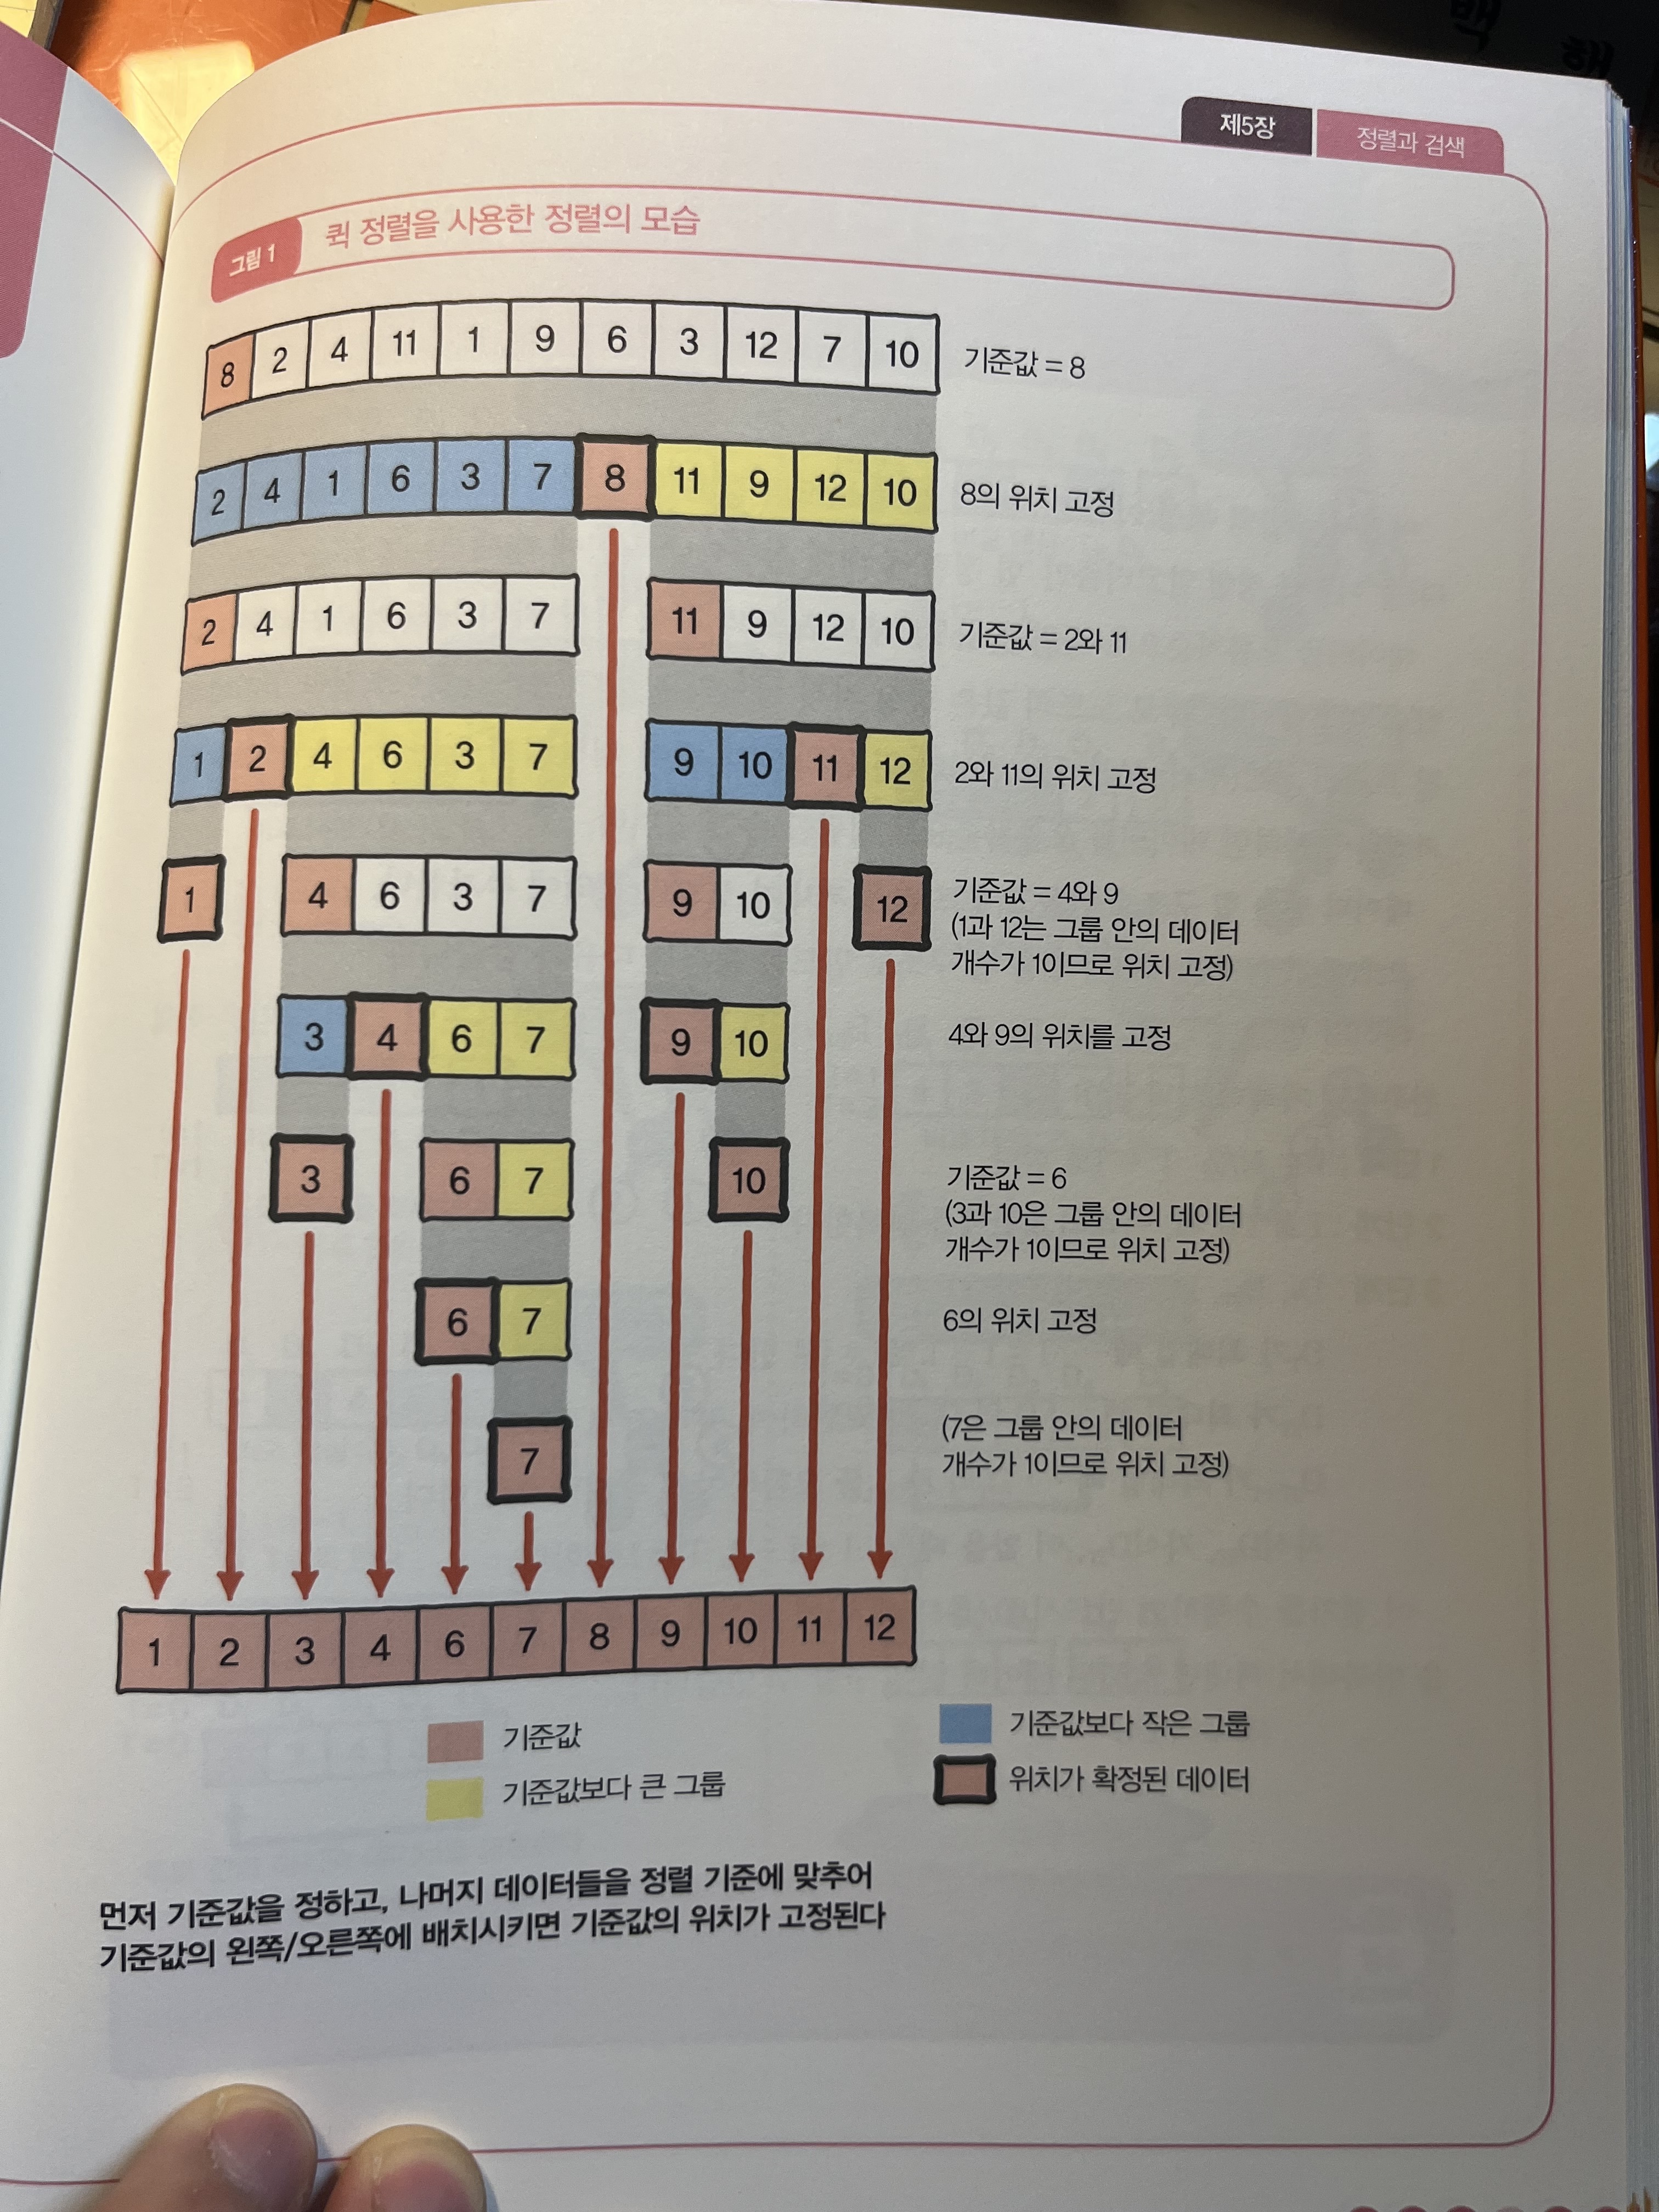 백 해
제5장 정렬과 검색
그림 1 퀵 정렬을 사용한 정렬의 모습
8 2 4 11 1 9 6 3 12 7 10 기준값 = 8
2 4 1 6 3 7 8 11 9 12 10 8의 위치 고정
2 4 1 6 3 7 11 9 12 10 기준값 = 2와 11
1 2 4 6 3 7 9 10 11 12 2와 11의 위치 고정
1 4 6 3 7 9 10 12 기준값 = 4와 9
(1과 12는 그룹 안의 데이터
개수가 1이므로 위치 고정)
3 4 6 7 9 10 4와 9의 위치를 고정
3 6 7 10 기준값 = 6
(3과 10은 그룹 안의 데이터
개수가 1이므로 위치 고정)
6 7 6의 위치 고정
7 (7은 그룹 안의 데이터
개수가 1이므로 위치 고정)
1 2 3 4 6 7 8 9 10 11 12
기준값 기준값보다 작은 그룹
기준값보다 큰 그룹 위치가 확정된 데이터
먼저 기준값을 정하고, 나머지 데이터들을 정렬 기준에 맞추어
기준값의 왼쪽/오른쪽에 배치시키면 기준값의 위치가 고정된다